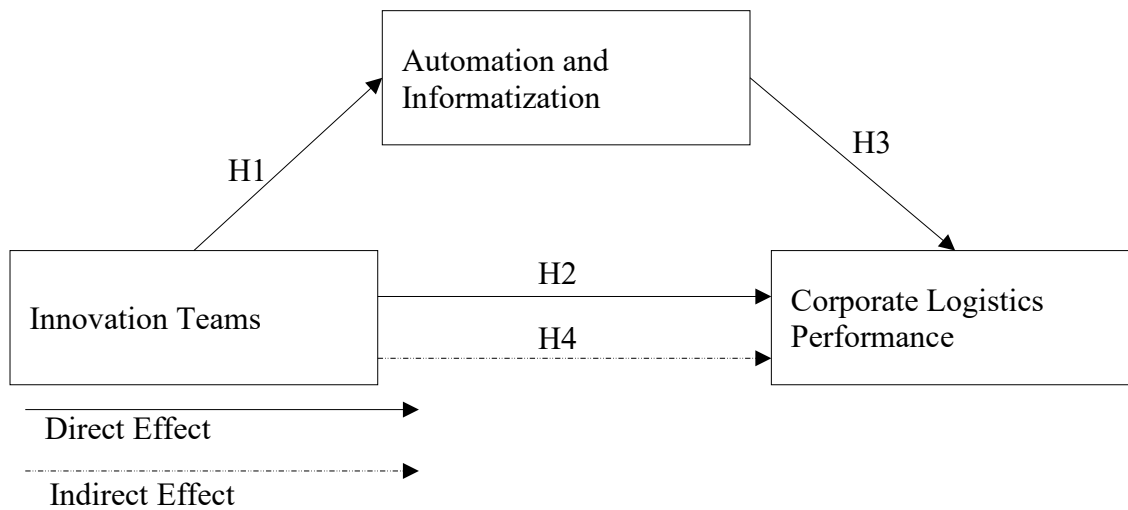 Automation and
Informatization
H1
H3
H2
Innovation Teams
Corporate Logistics
Performance
H4
Direct Effect
Indirect Effect